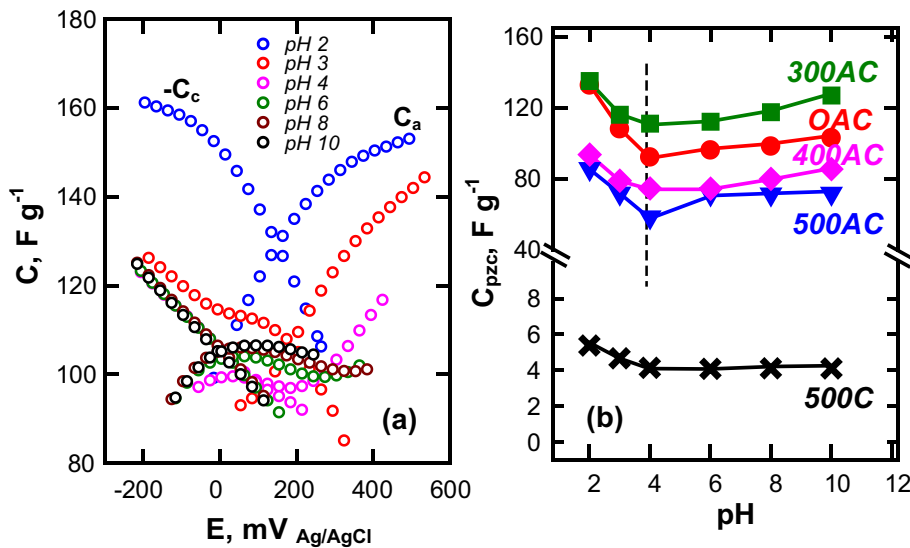 180
160
140
120
100
80
C, F g-1
-Cc
Ca
pH 2
pH 3
pH 4
pH 6
pH 8
pH 10
(a)
-200
0
200
400
600
E, mV Ag/AgCl
160
120
80
40
6
4
2
0
Cpzc, F g-1
300AC
OAC
400AC
500AC
500C
(b)
2
4
6
8
10
12
pH